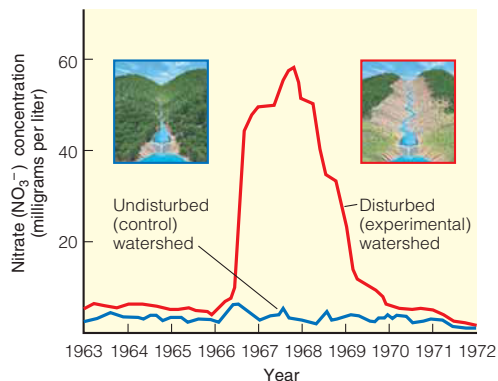 Nitrate (NO3−) concentration
(milligrams per liter)
60
40
20
Undisturbed
(control)
watershed
Disturbed
(experimental)
watershed
1963 1964 1965 1966 1967 1968 1969 1970 1971 1972
Year